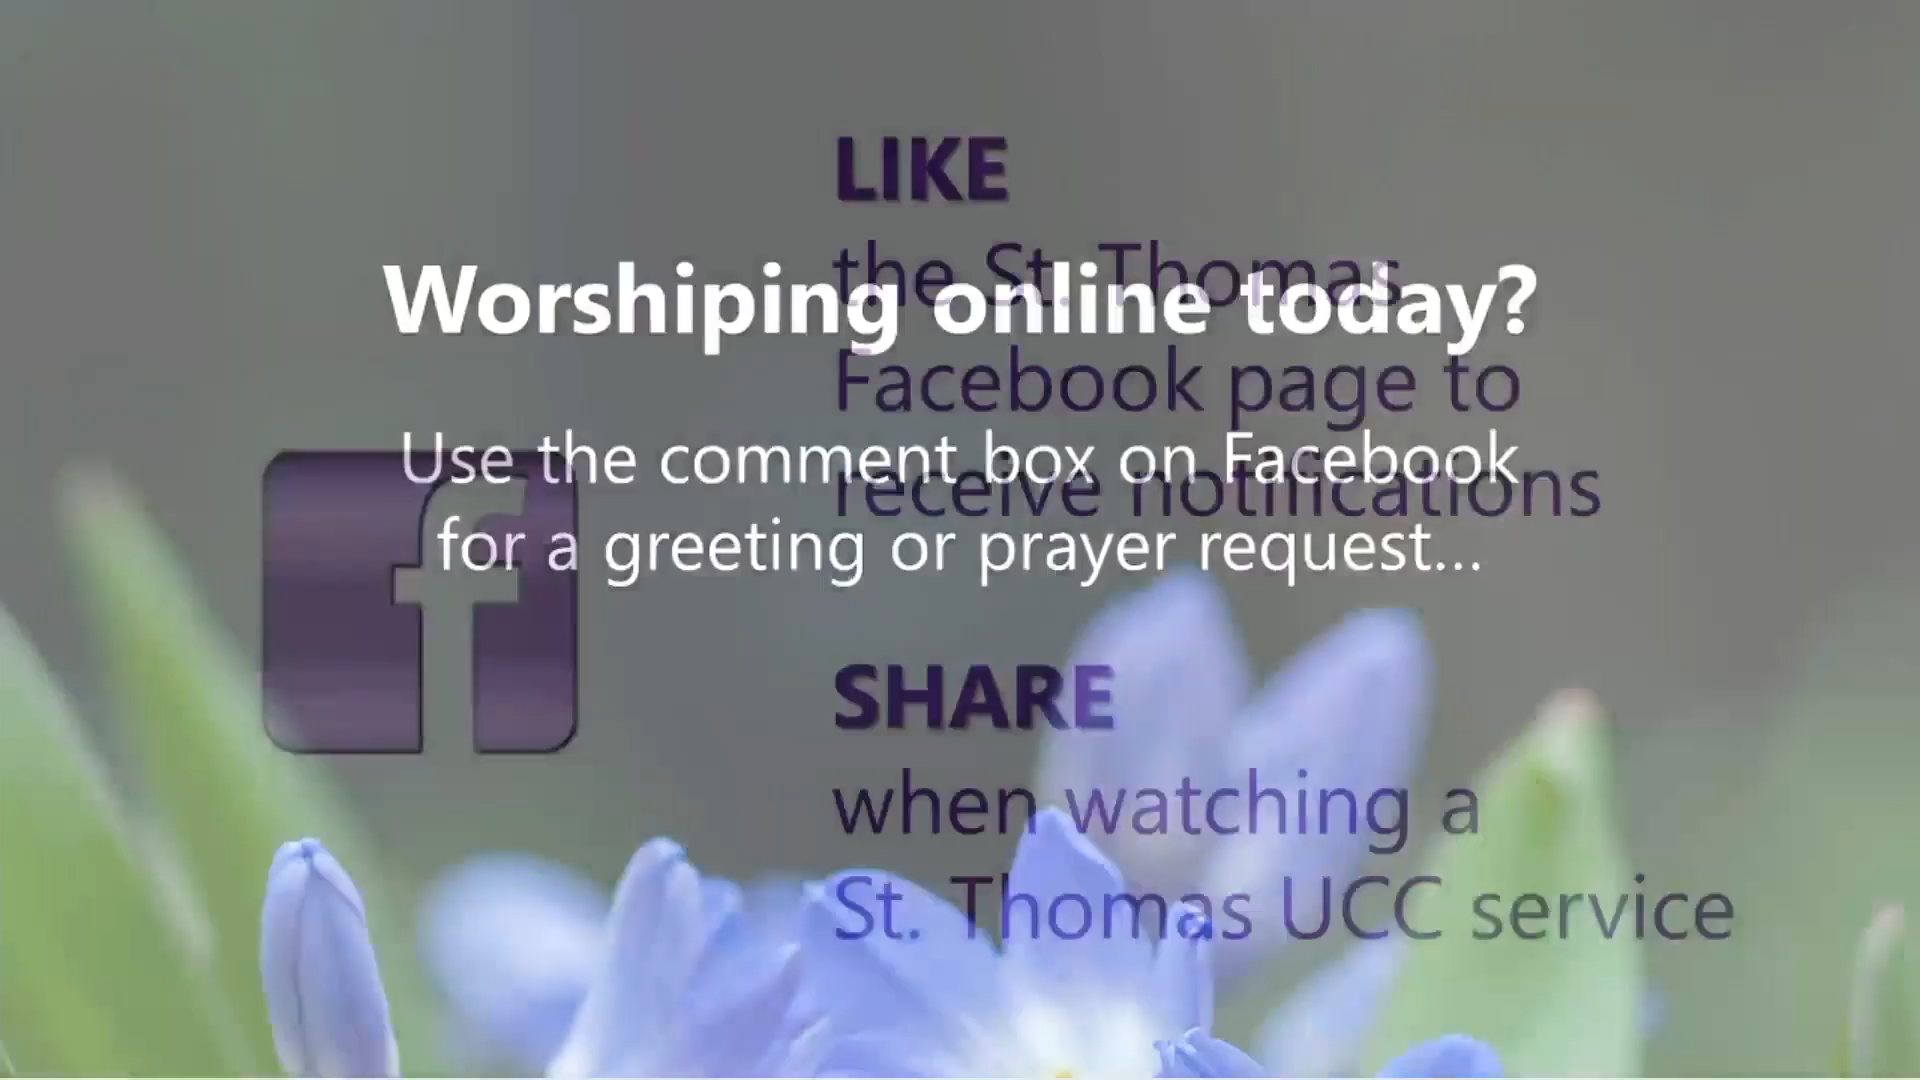 LIKE
the St. Thomas
Facebook page to
receive notifications
SHARE
when watching a
St. Thomas UCC service
Worshiping online today?
Use the comment box on Facebook
for a greeting or prayer request...